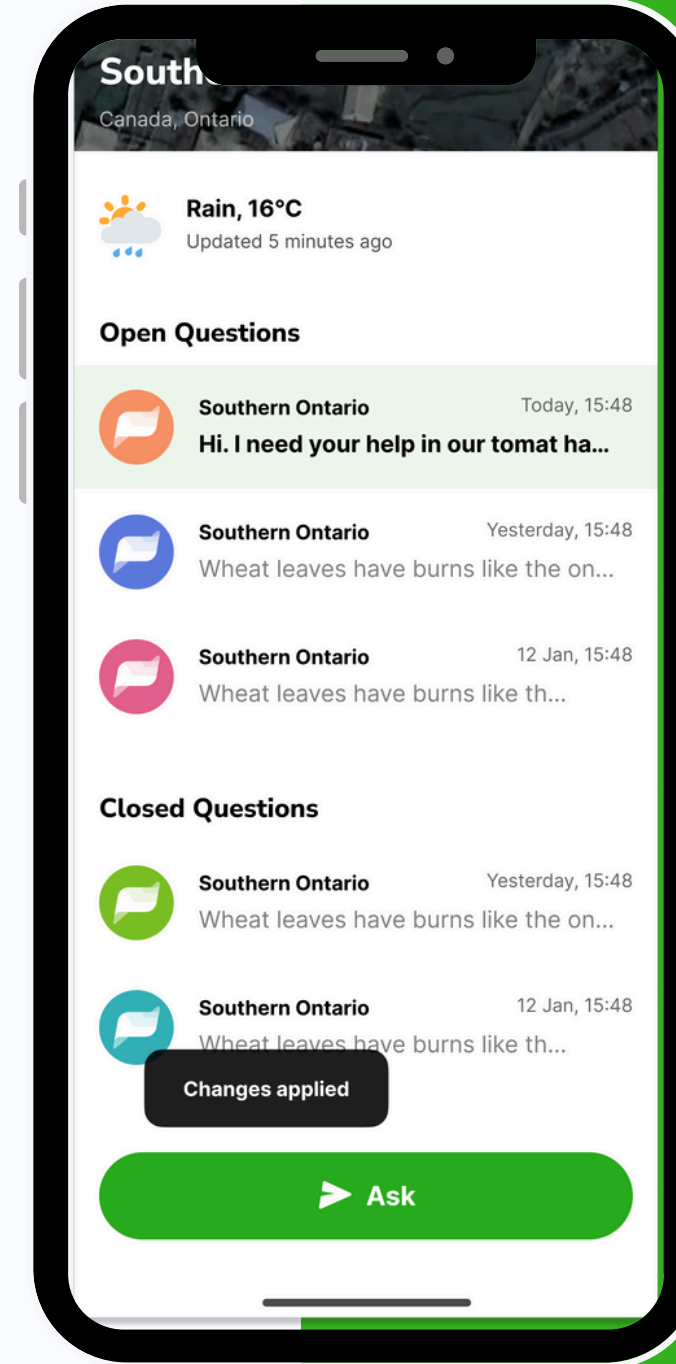 South
Canada, Ontario
Rain, 16°C
Updated 5 minutes ago
Open Questions
Southern Ontario Today, 15:48
Hi. I need your help in our tomat ha...
Southern Ontario Yesterday, 15:48
Wheat leaves have burns like the on...
Southern Ontario 12 Jan, 15:48
Wheat leaves have burns like th...
Closed Questions
Southern Ontario Yesterday, 15:48
Wheat leaves have burns like the on...
Southern Ontario 12 Jan, 15:48
Wheat leaves have burns like th...
Changes applied
Ask